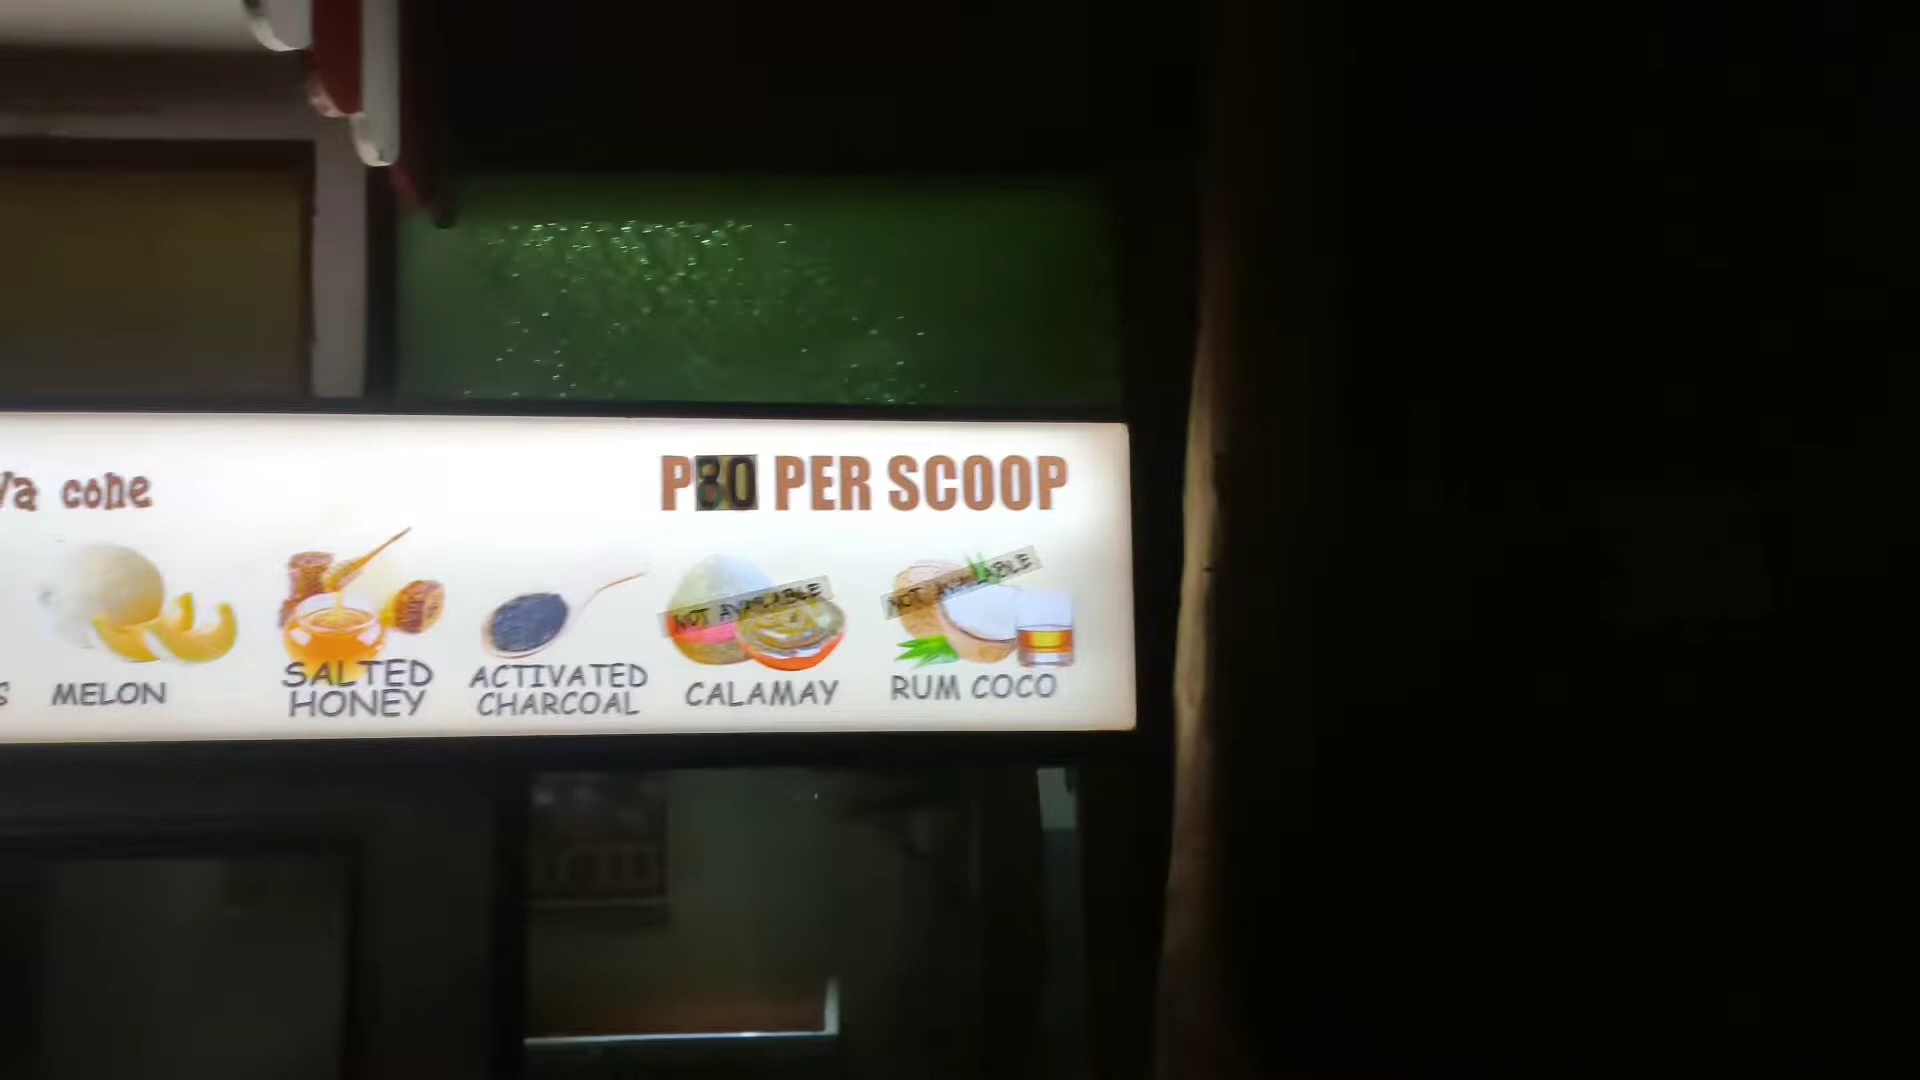 cone
P80 PER SCOOP
NOT AVAILABLE
NOT AVAILABLE
MELON
SALTED
HONEY
ACTIVATED
CHARCOAL
CALAMAY
RUM COCO